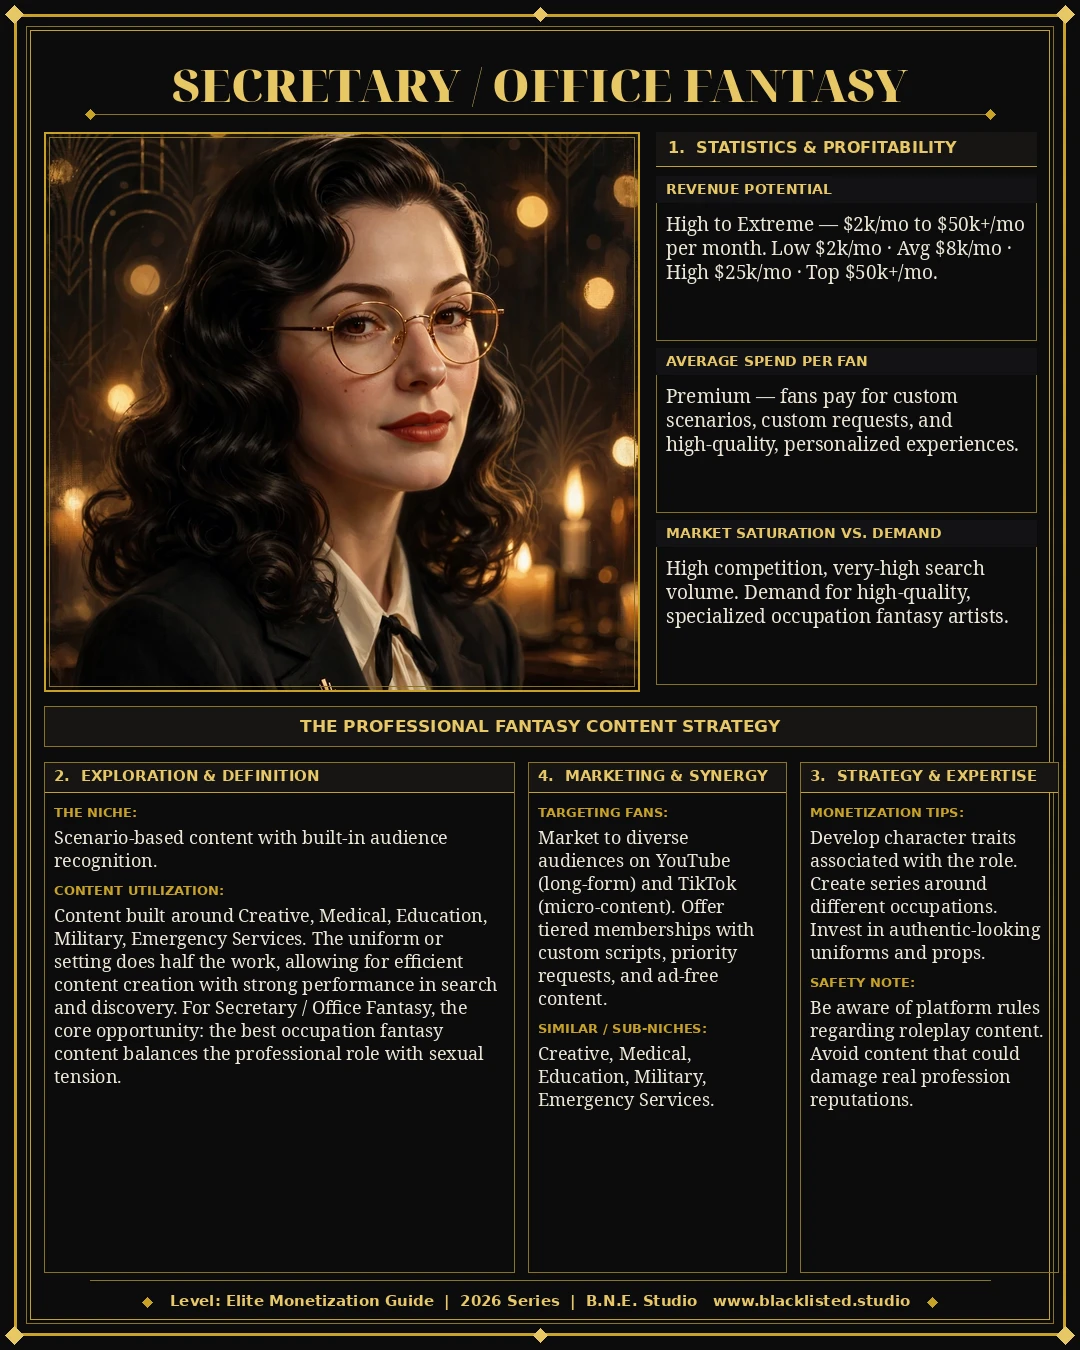 SECRETARY / OFFICE FANTASY
1. STATISTICS & PROFITABILITY
REVENUE POTENTIAL
High to Extreme — $2k/mo to $50k+/mo
per month. Low $2k/mo · Avg $8k/mo ·
High $25k/mo · Top $50k+/mo.
AVERAGE SPEND PER FAN
Premium — fans pay for custom
scenarios, custom requests, and
high-quality, personalized experiences.
MARKET SATURATION VS. DEMAND
High competition, very-high search
volume. Demand for high-quality,
specialized occupation fantasy artists.
THE PROFESSIONAL FANTASY CONTENT STRATEGY
2. EXPLORATION & DEFINITION
THE NICHE:
Scenario-based content with built-in audience
recognition.
CONTENT UTILIZATION:
Content built around Creative, Medical, Education,
Military, Emergency Services. The uniform or
setting does half the work, allowing for efficient
content creation with strong performance in search
and discovery. For Secretary / Office Fantasy, the
core opportunity: the best occupation fantasy
content balances the professional role with sexual
tension.
4. MARKETING & SYNERGY
TARGETING FANS:
Market to diverse
audiences on YouTube
(long-form) and TikTok
(micro-content). Offer
tiered memberships with
custom scripts, priority
requests, and ad-free
content.
SIMILAR / SUB-NICHES:
Creative, Medical,
Education, Military,
Emergency Services.
3. STRATEGY & EXPERTISE
MONETIZATION TIPS:
Develop character traits
associated with the role.
Create series around
different occupations.
Invest in authentic-looking
uniforms and props.
SAFETY NOTE:
Be aware of platform rules
regarding roleplay content.
Avoid content that could
damage real profession
reputations.
Level: Elite Monetization Guide | 2026 Series | B.N.E. Studio www.blacklisted.studio